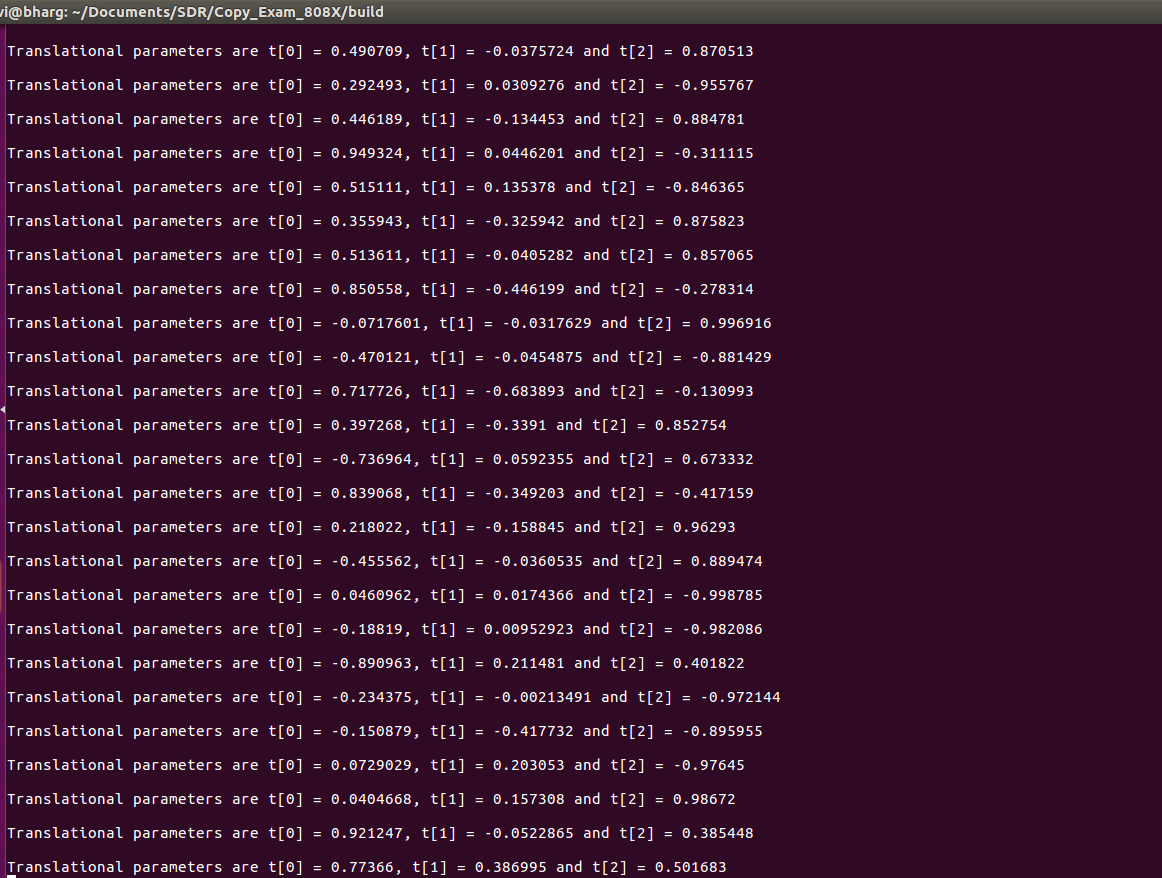 vi@bharg: ~/Documents/SDR/Copy_Exam_808X/build
Translational parameters are t[0] = 0.490709, t[1] = -0.0375724 and t[2] = 0.870513
Translational parameters are t[0] = 0.292493, t[1] = 0.0309276 and t[2] = -0.955767
Translational parameters are t[0] = 0.446189, t[1] = -0.134453 and t[2] = 0.884781
Translational parameters are t[0] = 0.949324, t[1] = 0.0446201 and t[2] = -0.311115
Translational parameters are t[0] = 0.515111, t[1] = 0.135378 and t[2] = -0.846365
Translational parameters are t[0] = 0.355943, t[1] = -0.325942 and t[2] = 0.875823
Translational parameters are t[0] = 0.513611, t[1] = -0.0405282 and t[2] = 0.857065
Translational parameters are t[0] = 0.850558, t[1] = -0.446199 and t[2] = -0.278314
Translational parameters are t[0] = -0.0717601, t[1] = -0.0317629 and t[2] = 0.996916
Translational parameters are t[0] = -0.470121, t[1] = -0.0454875 and t[2] = -0.881429
Translational parameters are t[0] = 0.717726, t[1] = -0.683893 and t[2] = -0.130993
Translational parameters are t[0] = 0.397268, t[1] = -0.3391 and t[2] = 0.852754
Translational parameters are t[0] = -0.736964, t[1] = 0.0592355 and t[2] = 0.673332
Translational parameters are t[0] = 0.839068, t[1] = -0.349203 and t[2] = -0.417159
Translational parameters are t[0] = 0.218022, t[1] = -0.158845 and t[2] = 0.96293
Translational parameters are t[0] = -0.455562, t[1] = -0.0360535 and t[2] = 0.889474
Translational parameters are t[0] = 0.0460962, t[1] = 0.0174366 and t[2] = -0.998785
Translational parameters are t[0] = -0.18819, t[1] = 0.00952923 and t[2] = -0.982086
Translational parameters are t[0] = -0.890963, t[1] = 0.211481 and t[2] = 0.401822
Translational parameters are t[0] = -0.234375, t[1] = -0.00213491 and t[2] = -0.972144
Translational parameters are t[0] = -0.150879, t[1] = -0.417732 and t[2] = -0.895955
Translational parameters are t[0] = 0.0729029, t[1] = 0.203053 and t[2] = -0.97645
Translational parameters are t[0] = 0.0404668, t[1] = 0.157308 and t[2] = 0.98672
Translational parameters are t[0] = 0.921247, t[1] = -0.0522865 and t[2] = 0.385448
Translational parameters are t[0] = 0.77366, t[1] = 0.386995 and t[2] = 0.501683